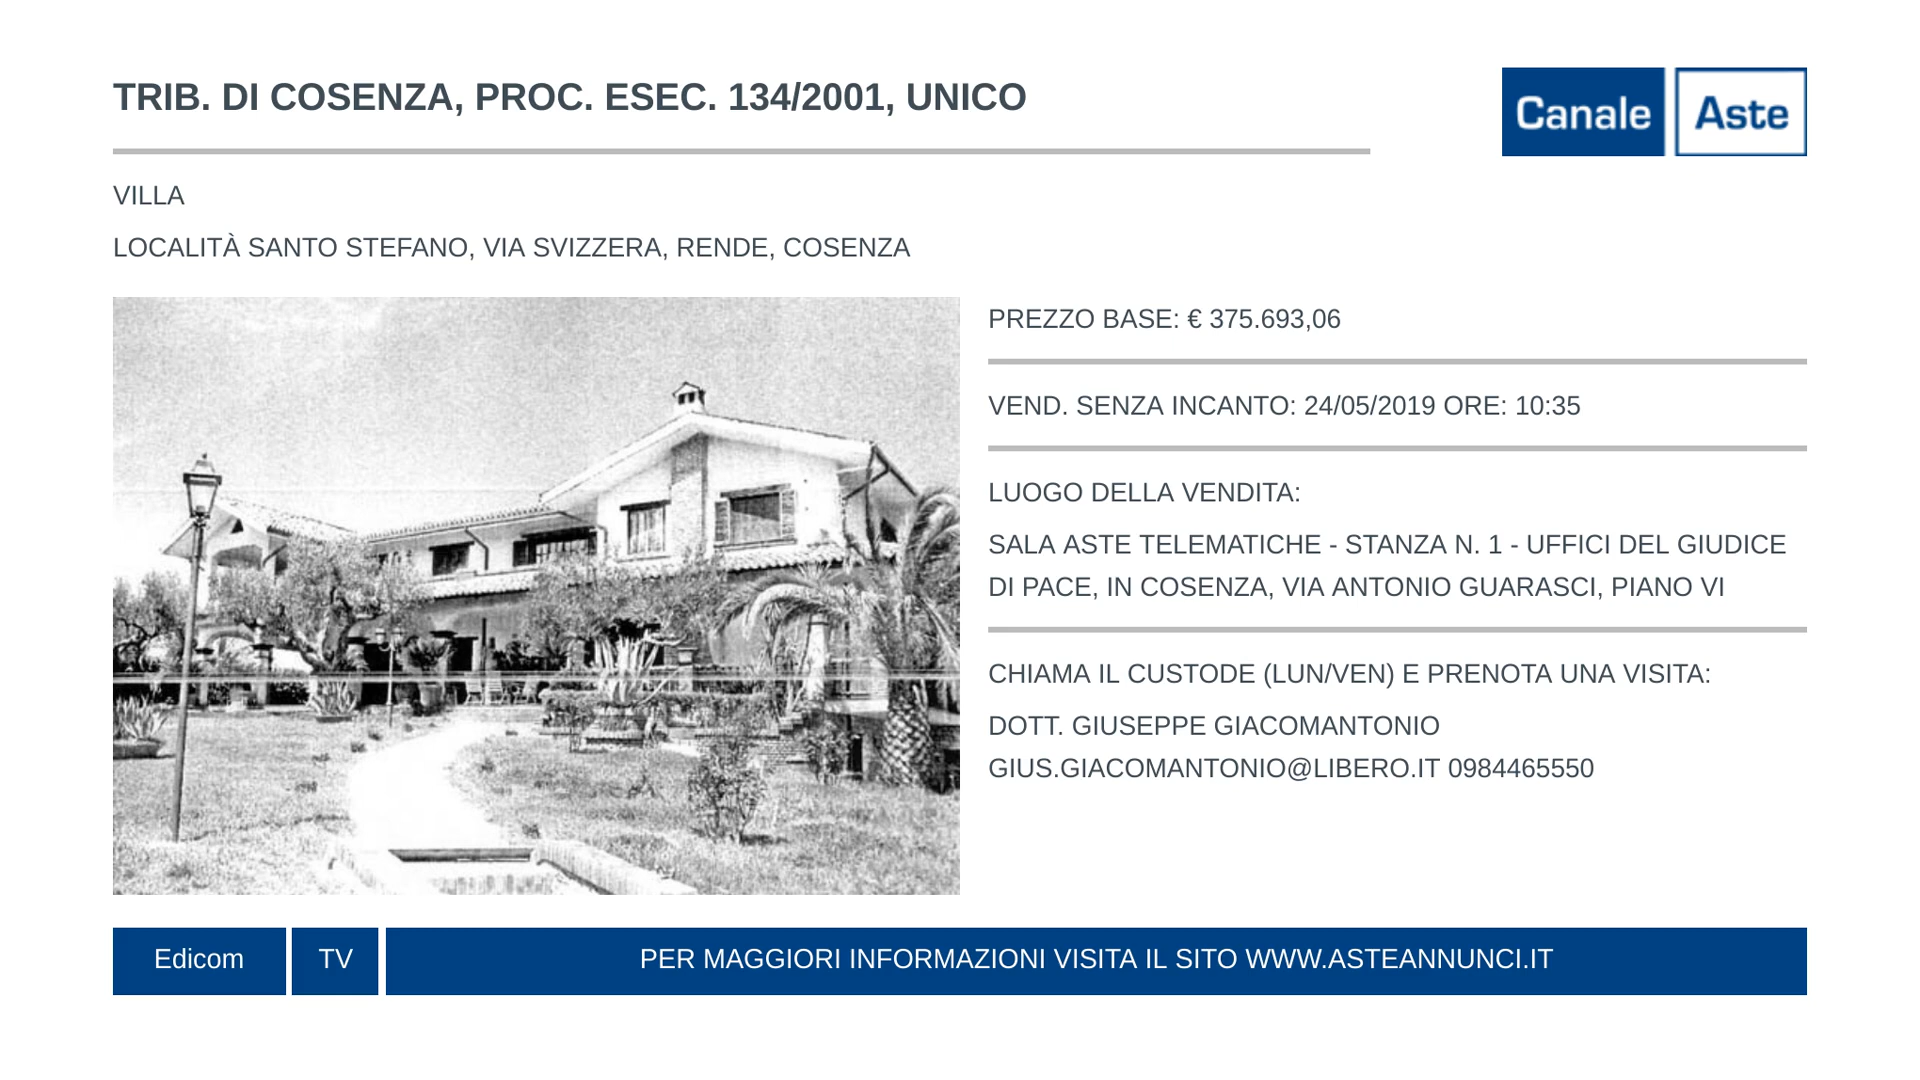 TRIB. DI COSENZA, PROC. ESEC. 134/2001, UNICO
Canale Aste
VILLA
LOCALITÀ SANTO STEFANO, VIA SVIZZERA, RENDE, COSENZA
PREZZO BASE: € 375.693,06
VEND. SENZA INCANTO: 24/05/2019 ORE: 10:35
LUOGO DELLA VENDITA:
SALA ASTE TELEMATICHE - STANZA N. 1 - UFFICI DEL GIUDICE
DI PACE, IN COSENZA, VIA ANTONIO GUARASCI, PIANO VI
CHIAMA IL CUSTODE (LUN/VEN) E PRENOTA UNA VISITA:
DOTT. GIUSEPPE GIACOMANTONIO
GIUS.GIACOMANTONIO@LIBERO.IT 0984465550
Edicom TV PER MAGGIORI INFORMAZIONI VISITA IL SITO WWW.ASTEANNUNCI.IT